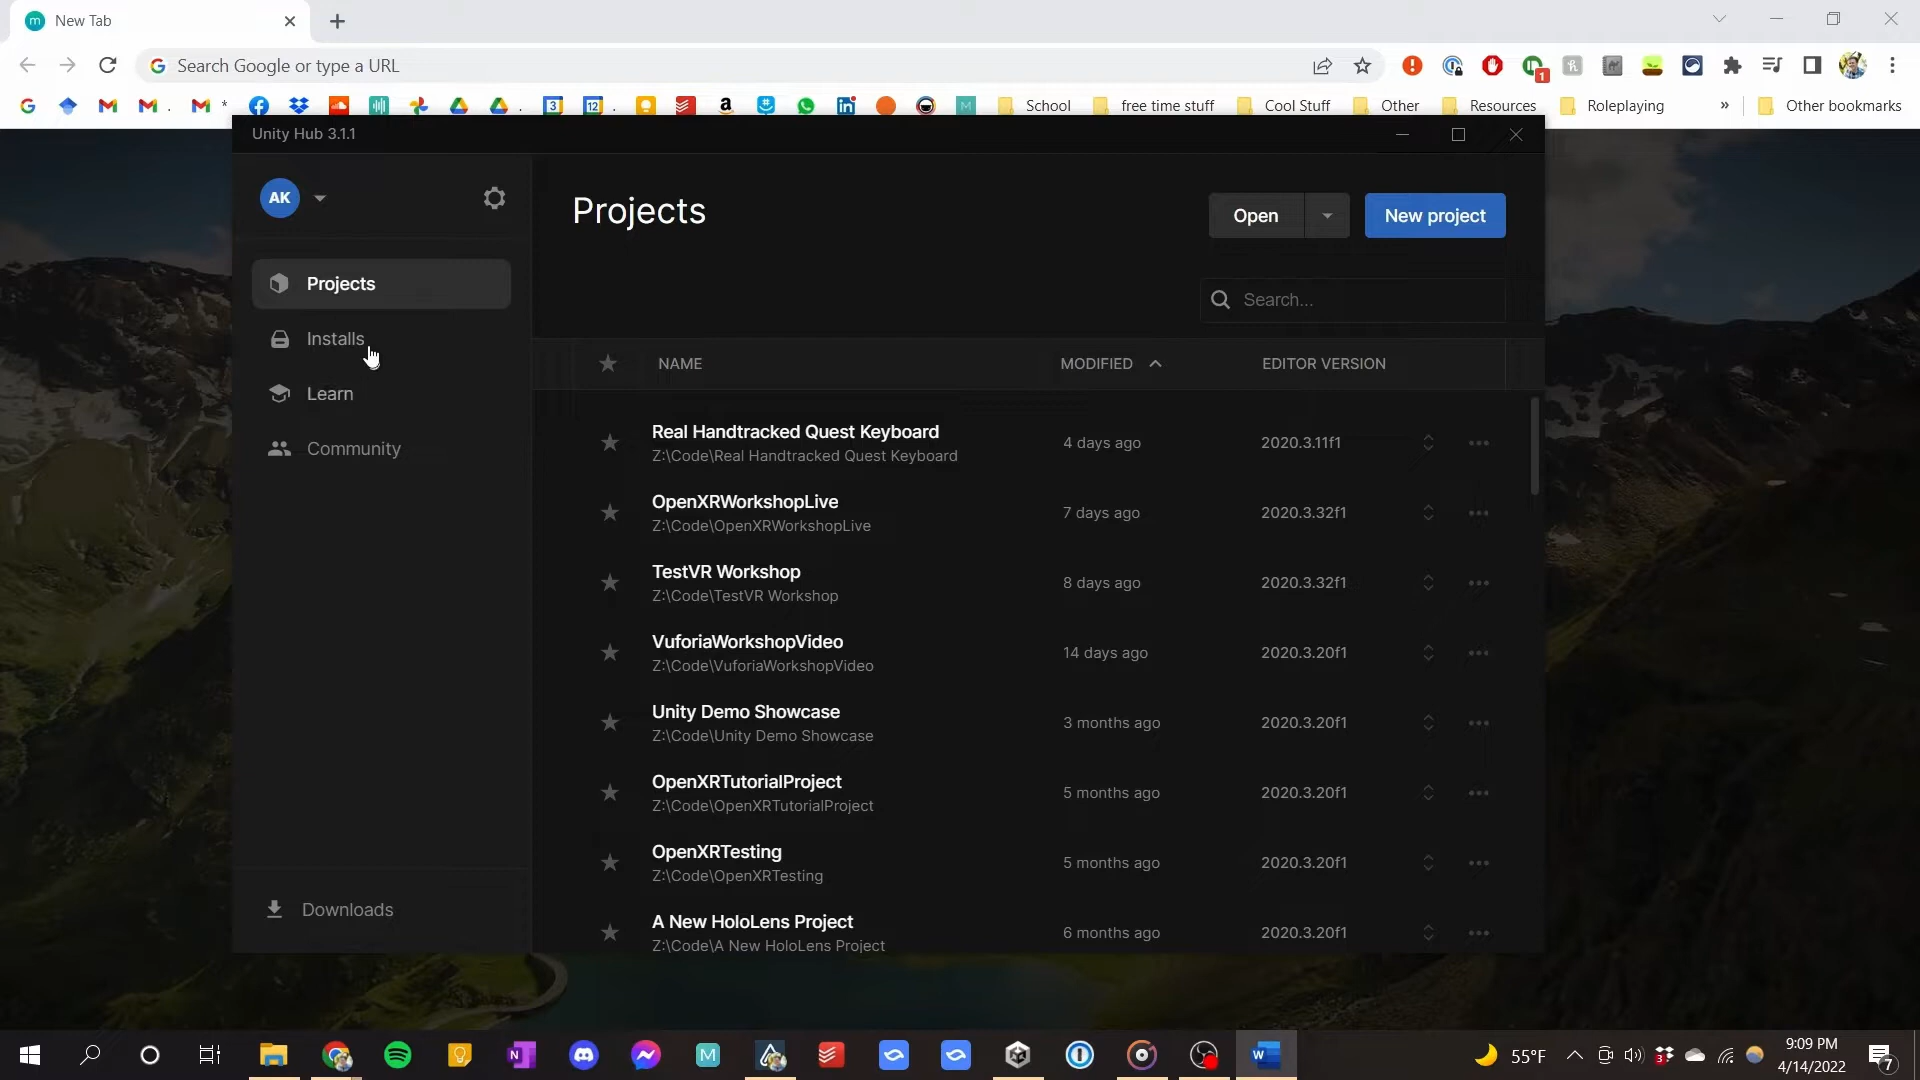 New Tab
Search Google or type a URL
School
free time stuff
Cool Stuff
Other
Resources
Roleplaying
»
Other bookmarks
Unity Hub 3.1.1
AK
Projects
Open
New project
Projects
Installs
Learn
Community
Downloads
Search...
NAME
MODIFIED
EDITOR VERSION
Real Handtracked Quest Keyboard
Z:\Code\Real Handtracked Quest Keyboard
4 days ago
2020.3.11f1
OpenXRWorkshopLive
Z:\Code\OpenXRWorkshopLive
7 days ago
2020.3.32f1
TestVR Workshop
Z:\Code\TestVR Workshop
8 days ago
2020.3.32f1
VuforiaWorkshopVideo
Z:\Code\VuforiaWorkshopVideo
14 days ago
2020.3.20f1
Unity Demo Showcase
Z:\Code\Unity Demo Showcase
3 months ago
2020.3.20f1
OpenXRTutorialProject
Z:\Code\OpenXRTutorialProject
5 months ago
2020.3.20f1
OpenXRTesting
Z:\Code\OpenXRTesting
5 months ago
2020.3.20f1
A New HoloLens Project
Z:\Code\A New HoloLens Project
6 months ago
2020.3.20f1
55°F
9:09 PM
4/14/2022
7